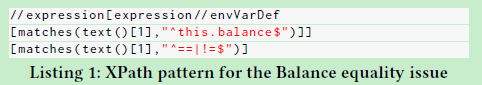 //expression[expression//envVarDef
[matches(text()[1],"^this.balance$")]]
[matches(text()[1],"^==|!=$")]
Listing 1: XPath pattern for the Balance equality issue